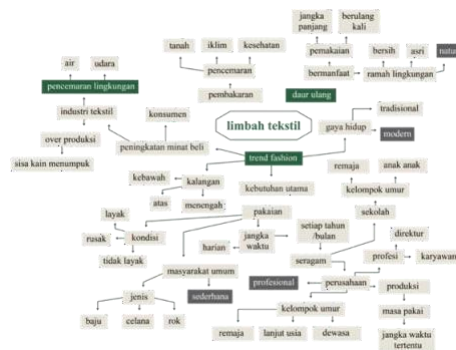 jangka
panjang
berulang
kali
tanah
iklim
kesehatan
pemakaian
bersih
asri
air
udara
pencemaran
bermanfaat
ramah lingkungan
pencemaran lingkungan
pembakaran
daur ulang
industri tekstil
konsumen
limbah tekstil
tradisional
gaya hidup
modern
over produksi
peningkatan minat beli
trend fashion
sisa kain menumpuk
remaja
anak anak
kebawah
kalangan
kebutuhan utama
kelompok umur
atas
menengah
layak
pakaian
sekolah
setiap tahun
/bulan
rusak
kondisi
harian
jangka
waktu
direktur
tidak layak
seragam
profesi
karyawan
masyarakat umum
profesional
perusahaan
produksi
jenis
sederhana
kelompok umur
masa pakai
baju
celana
rok
remaja
lanjut usia
dewasa
jangka waktu
tertentu